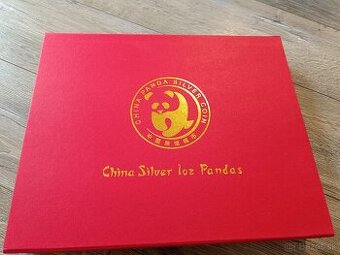 CHINA PANDA SILVER COIN
China Silver 1oz Pandas